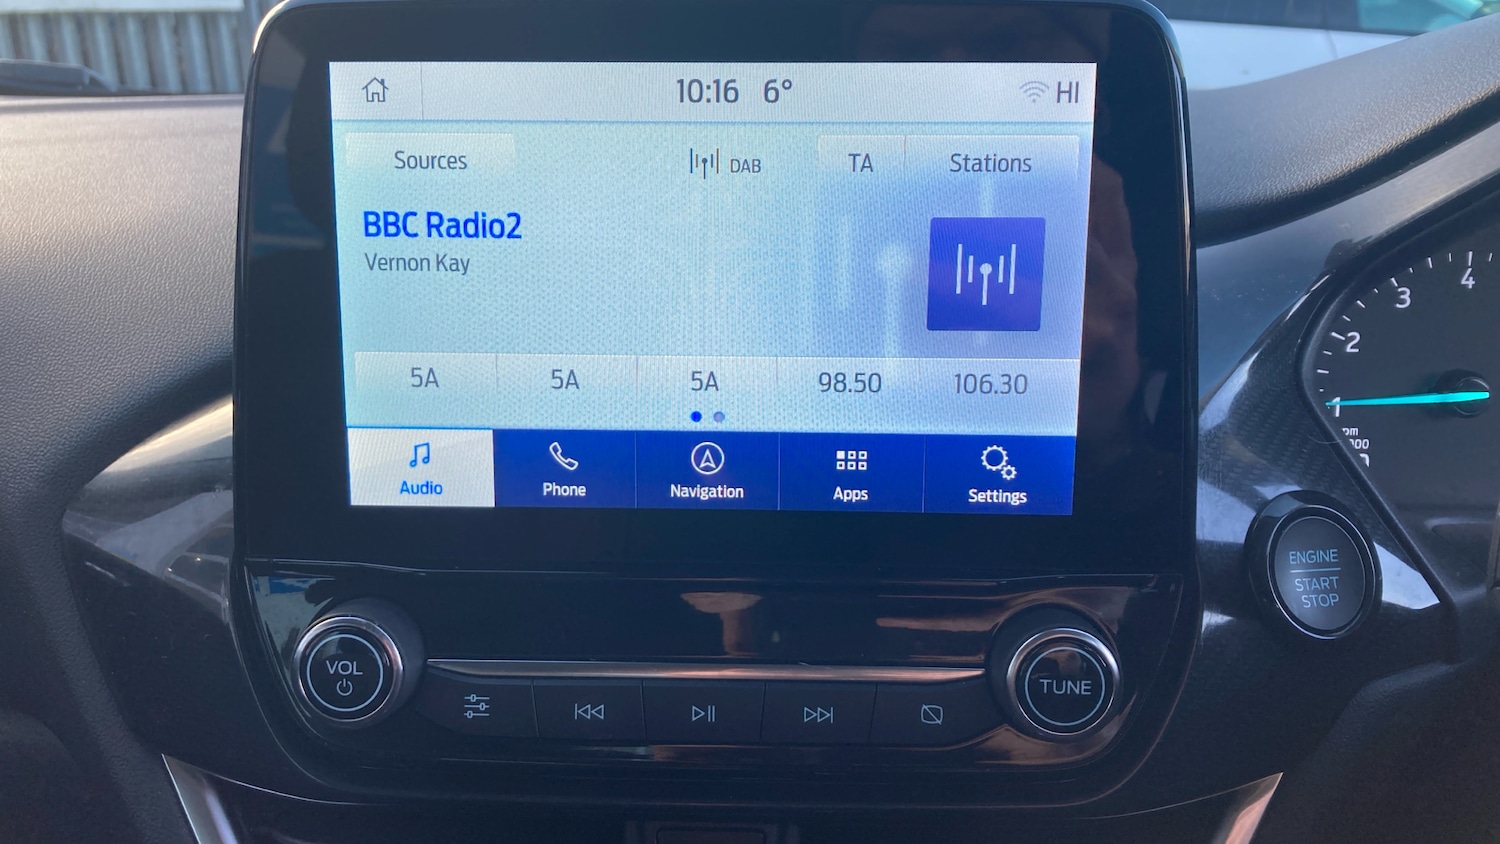 10:16 6° HI
Sources DAB TA Stations
BBC Radio2
Vernon Kay
5A 5A 5A 98.50 106.30
Audio Phone Navigation Apps Settings
VOL
TUNE
ENGINE
START
STOP
1 2 3 4